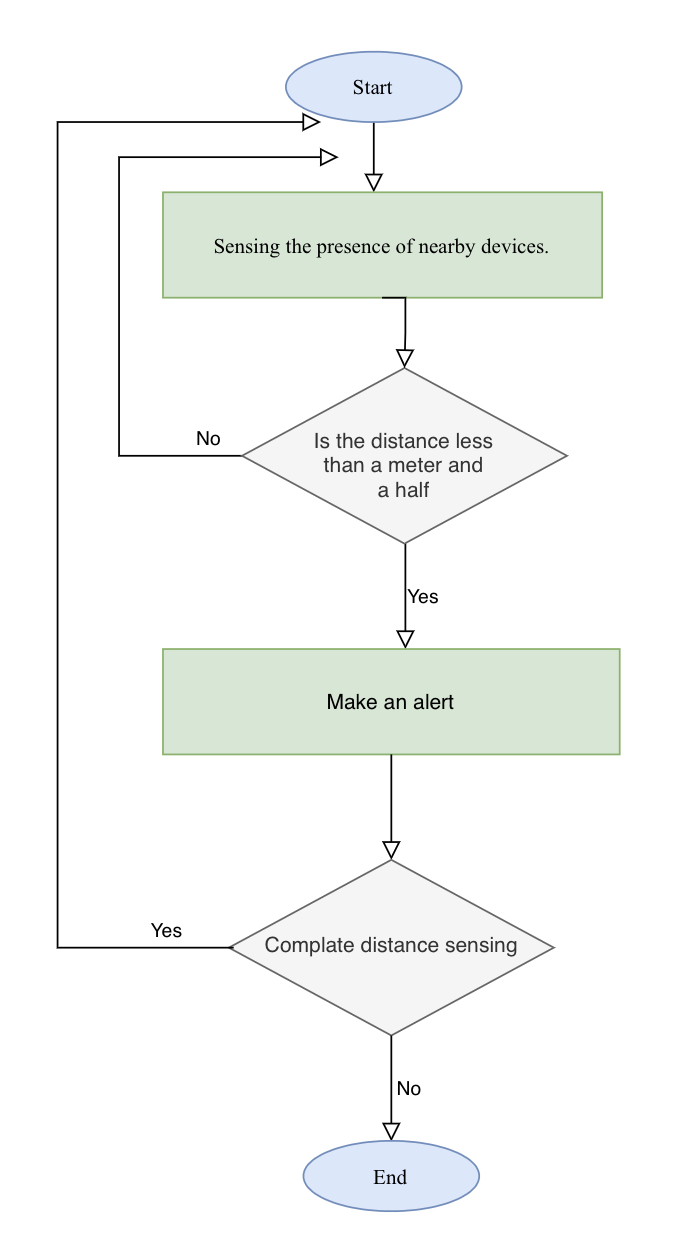 Start
Sensing the presence of nearby devices.
No
Is the distance less
than a meter and
a half
Yes
Make an alert
Yes
Complate distance sensing
No
End